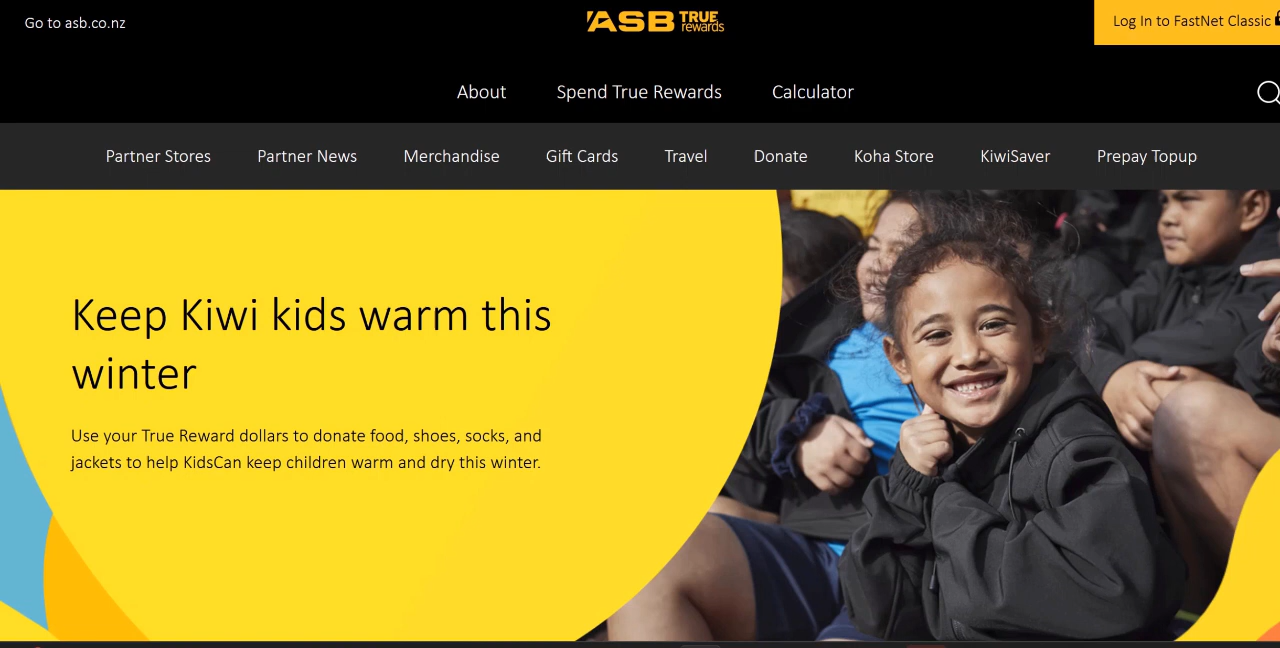 Go to asb.co.nz
ASB TRUE rewards
Log In to FastNet Classic
About Spend True Rewards Calculator
Partner Stores Partner News Merchandise Gift Cards Travel Donate Koha Store KiwiSaver Prepay Topup
Keep Kiwi kids warm this
winter
Use your True Reward dollars to donate food, shoes, socks, and
jackets to help KidsCan keep children warm and dry this winter.